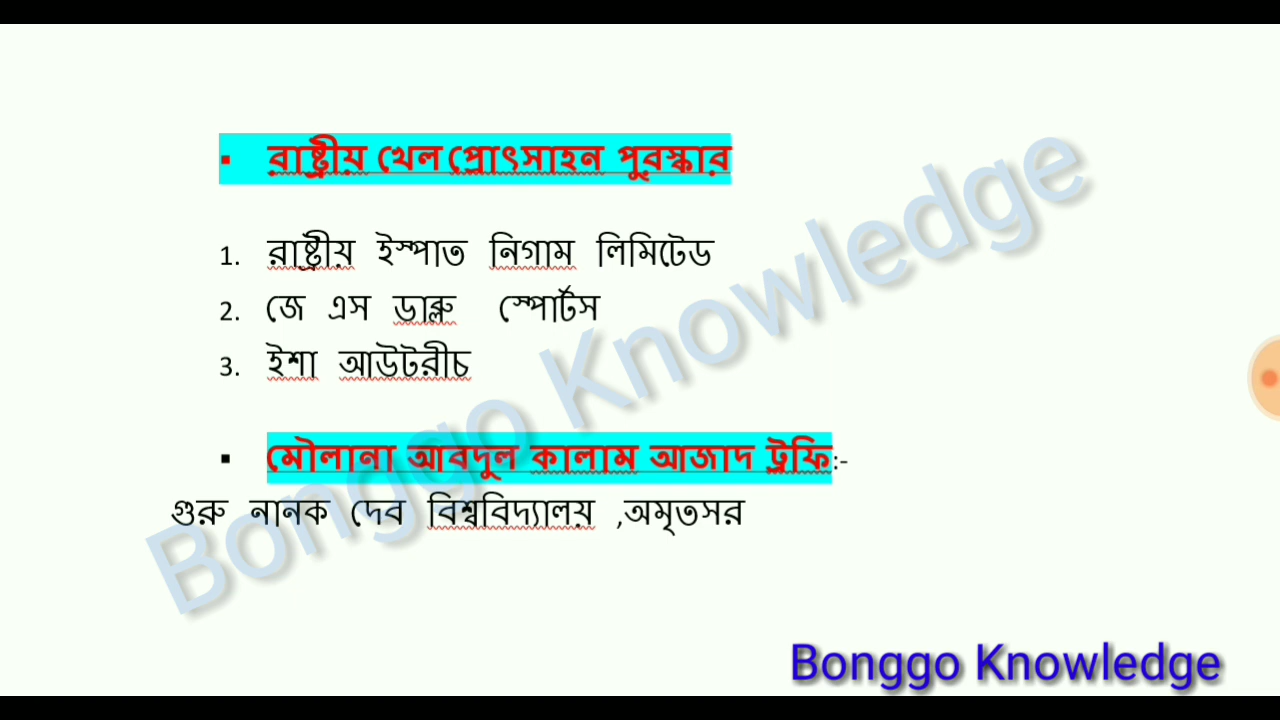 ▪ রাষ্ট্রীয় খেল প্রোৎসাহন পুরস্কার
1. রাষ্ট্রীয় ইস্পাত নিগাম লিমিটেড
2. জে এস ডাব্লু স্পোর্টস
3. ইশা আউটরীচ
▪ মৌলানা আবদুল কালাম আজাদ ট্রফি:-
গুরু নানক দেব বিশ্ববিদ্যালয় ,অমৃতসর
Bonggo Knowledge
Bonggo Knowledge